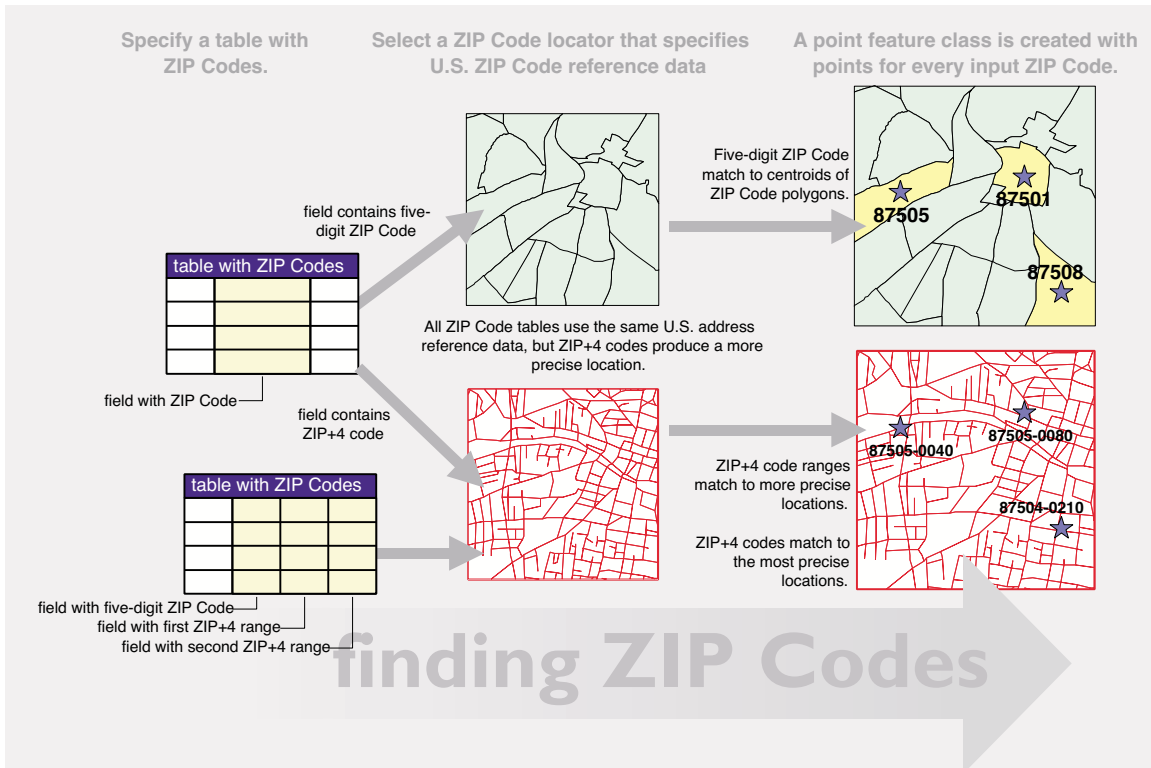 Specify a table with
ZIP Codes.
Select a ZIP Code locator that specifies
U.S. ZIP Code reference data
A point feature class is created with
points for every input ZIP Code.
field contains five-
digit ZIP Code
Five-digit ZIP Code
match to centroids of
ZIP Code polygons.
87505
87501
87508
table with ZIP Codes
field with ZIP Code
All ZIP Code tables use the same U.S. address
reference data, but ZIP+4 codes produce a more
precise location.
field contains
ZIP+4 code
table with ZIP Codes
field with five-digit ZIP Code
field with first ZIP+4 range
field with second ZIP+4 range
ZIP+4 code ranges
match to more precise
locations.
ZIP+4 codes match to
the most precise
locations.
87505-0040
87505-0080
87504-0210
finding ZIP Codes